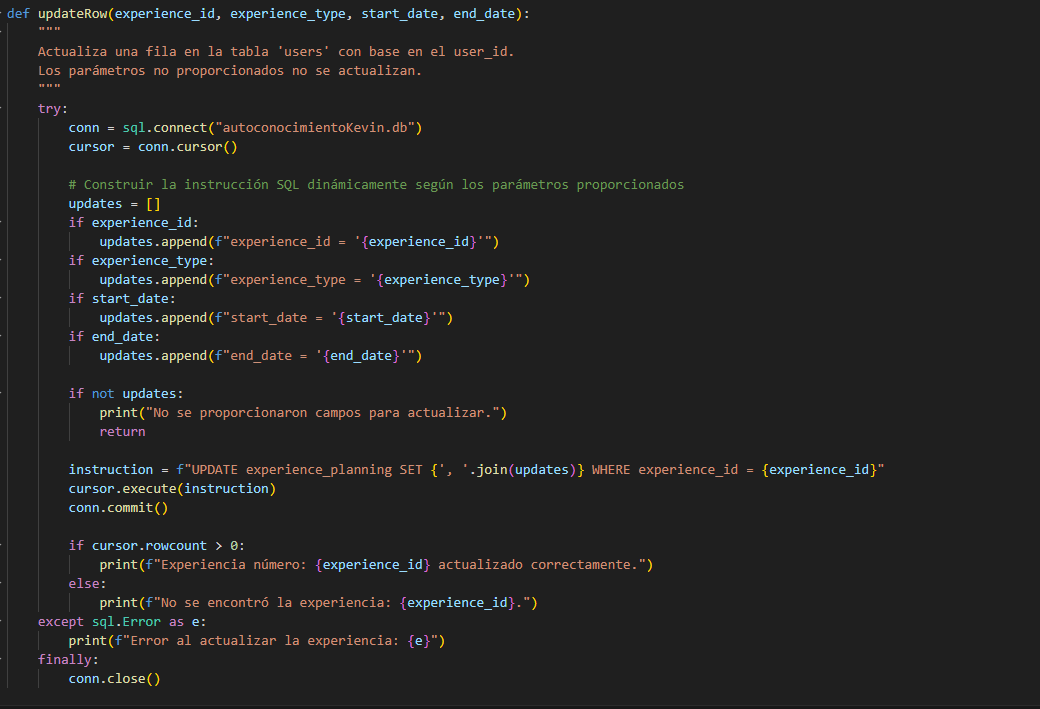 def updateRow(experience_id, experience_type, start_date, end_date):
    """
    Actualiza una fila en la tabla 'users' con base en el user_id.
    Los parámetros no proporcionados no se actualizan.
    """
    try:
        conn = sql.connect("autoconocimientoKevin.db")
        cursor = conn.cursor()

        # Construir la instrucción SQL dinámicamente según los parámetros proporcionados
        updates = []
        if experience_id:
            updates.append(f"experience_id = '{experience_id}'")
        if experience_type:
            updates.append(f"experience_type = '{experience_type}'")
        if start_date:
            updates.append(f"start_date = '{start_date}'")
        if end_date:
            updates.append(f"end_date = '{end_date}'")

        if not updates:
            print("No se proporcionaron campos para actualizar.")
            return

        instruction = f"UPDATE experience_planning SET {', '.join(updates)} WHERE experience_id = {experience_id}"
        cursor.execute(instruction)
        conn.commit()

        if cursor.rowcount > 0:
            print(f"Experiencia número: {experience_id} actualizado correctamente.")
        else:
            print(f"No se encontró la experiencia: {experience_id}.")
    except sql.Error as e:
        print(f"Error al actualizar la experiencia: {e}")
    finally:
        conn.close()